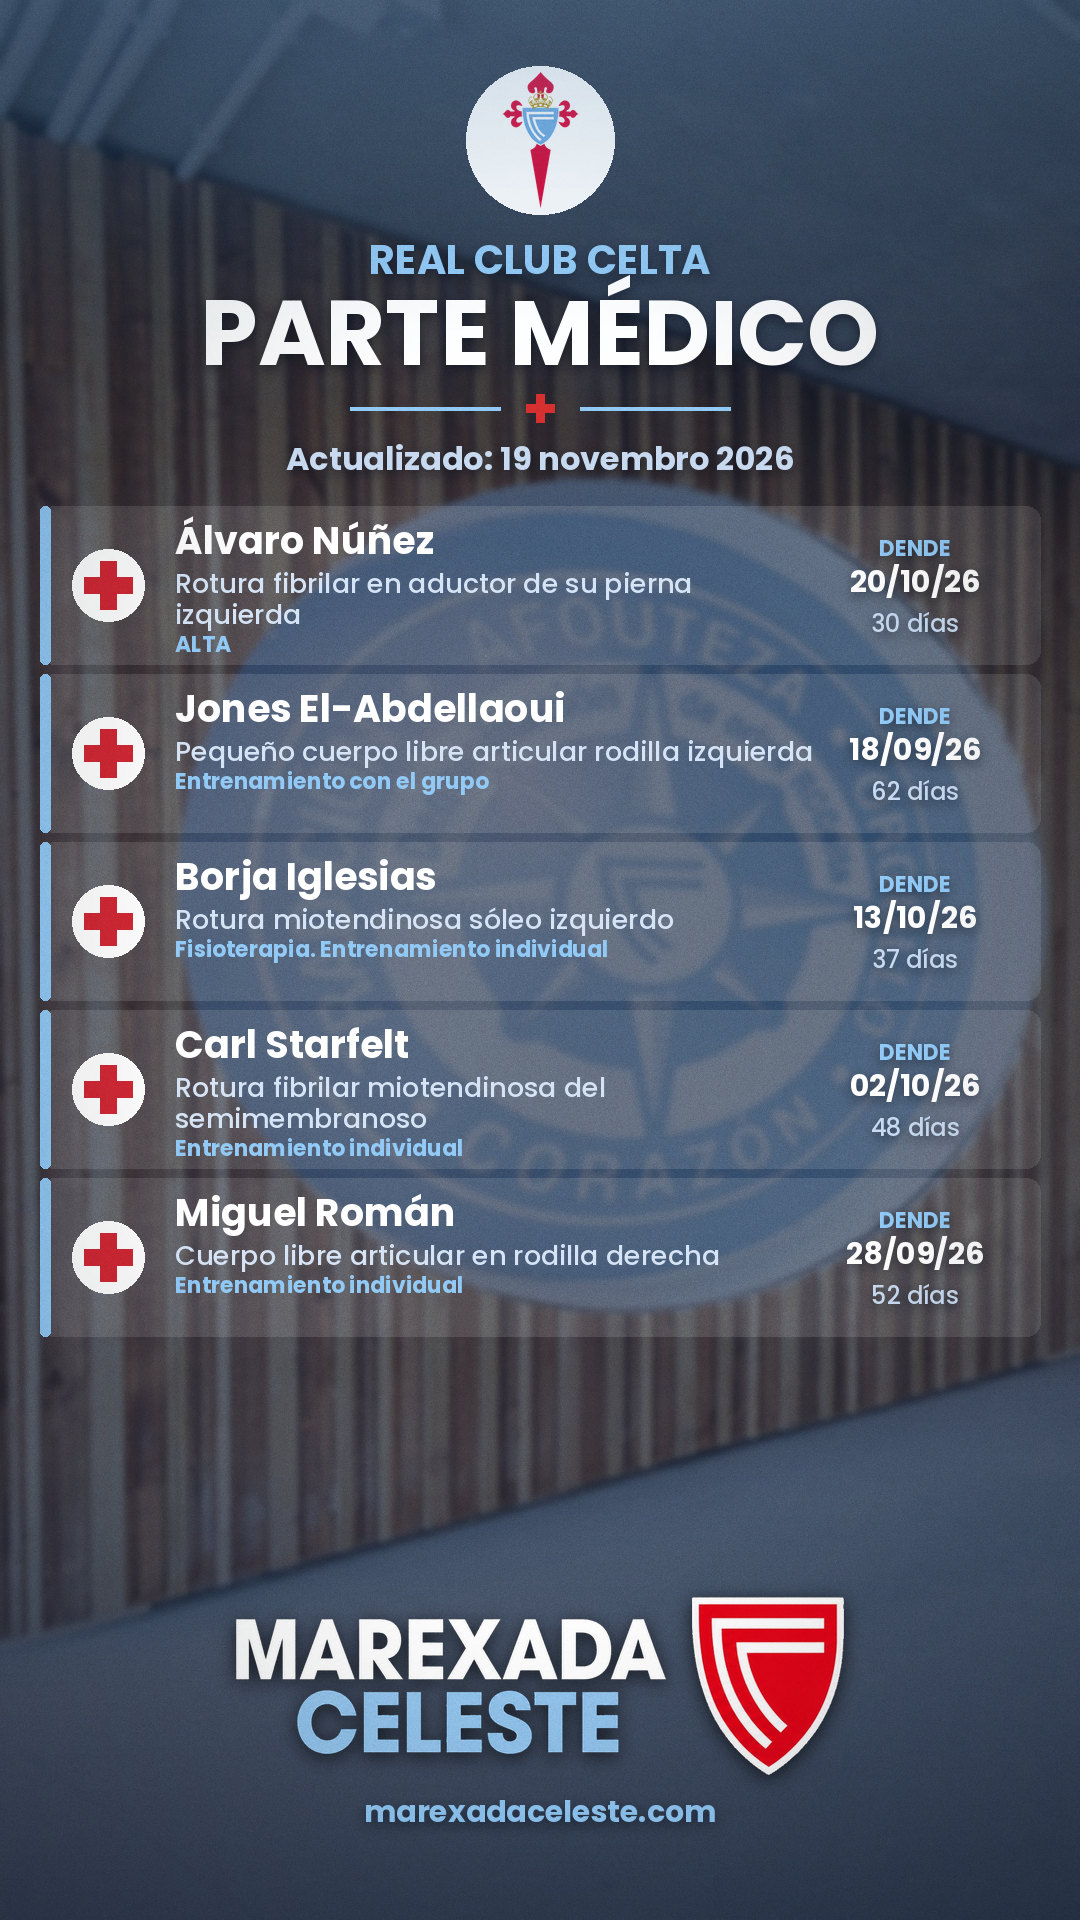 REAL CLUB CELTA
PARTE MÉDICO
Actualizado: 19 novembro 2026
Álvaro Núñez
Rotura fibrilar en aductor de su pierna
izquierda
ALTA
DENDE
20/10/26
30 días
Jones El-Abdellaoui
Pequeño cuerpo libre articular rodilla izquierda
Entrenamiento con el grupo
DENDE
18/09/26
62 días
Borja Iglesias
Rotura miotendinosa sóleo izquierdo
Fisioterapia. Entrenamiento individual
DENDE
13/10/26
37 días
Carl Starfelt
Rotura fibrilar miotendinosa del
semimembranoso
Entrenamiento individual
DENDE
02/10/26
48 días
Miguel Román
Cuerpo libre articular en rodilla derecha
Entrenamiento individual
DENDE
28/09/26
52 días
AFOUTEZA
CORAZÓN
MAREXADA
CELESTE
marexadaceleste.com